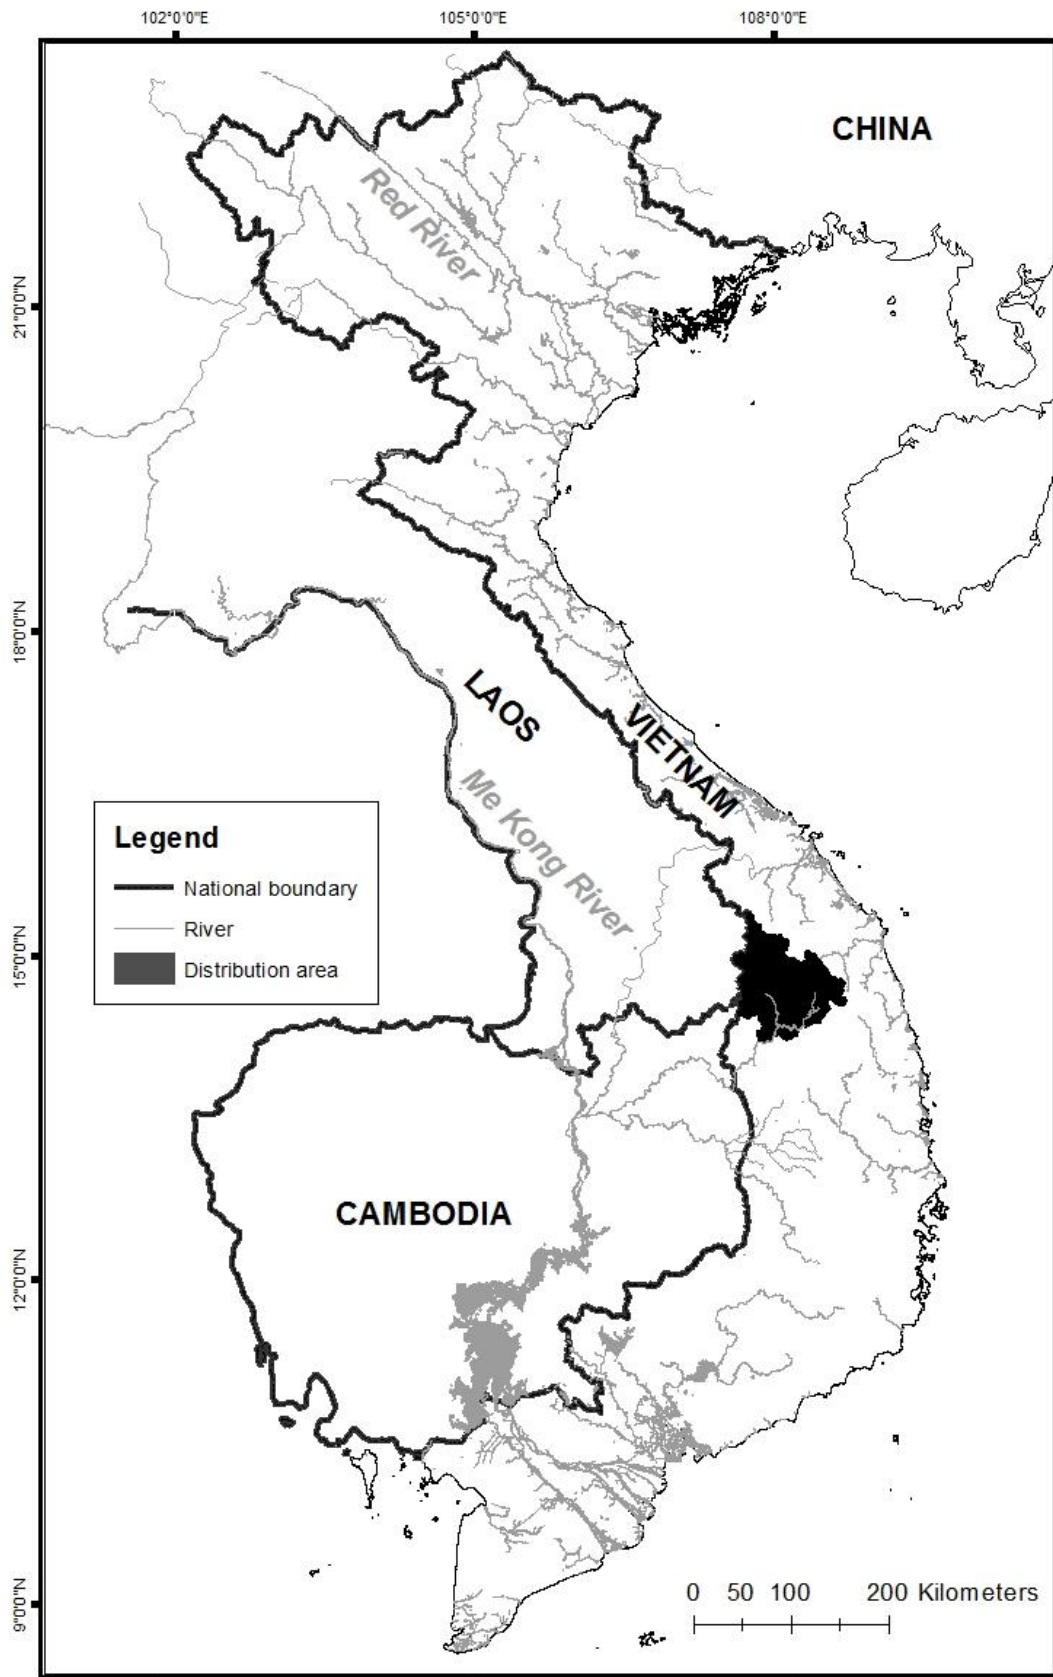 102°0'0"E
105°0'0"E
108°0'0"E
CHINA
Red River
21°0'0"N
18°0'0"N
LAOS
VIETNAM
Me Kong River
Legend
National boundary
River
Distribution area
15°0'0"N
CAMBODIA
12°0'0"N
9°0'0"N
0 50 100 200 Kilometers